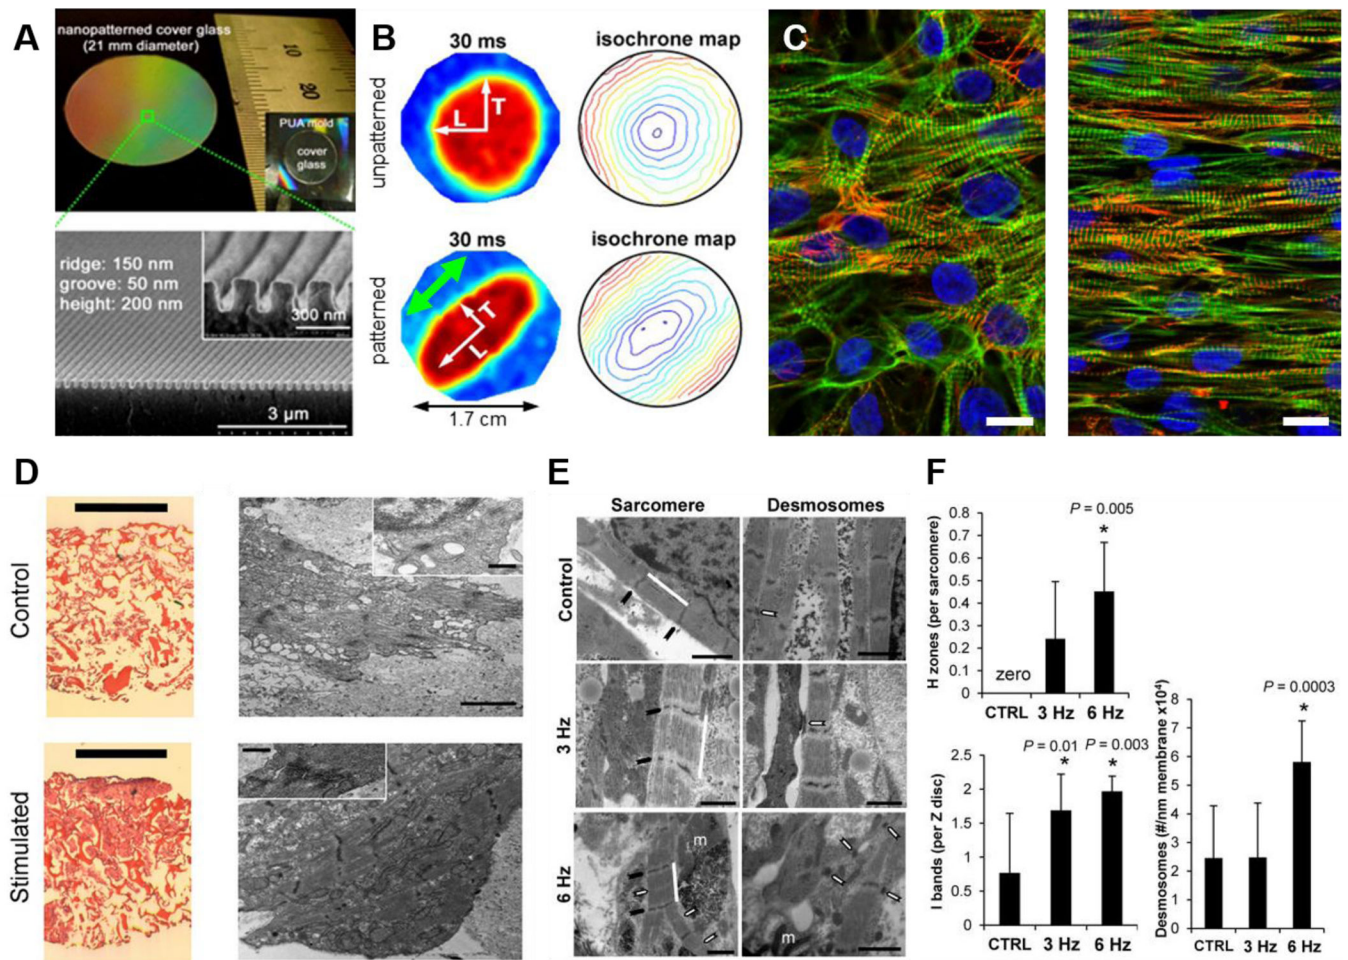 A
nanopatterned cover glass
(21 mm diameter)
10
20
PUA mold
cover
glass
ridge: 150 nm
groove: 50 nm
height: 200 nm
300 nm
3 µm
B
30 ms
isochrone map
unpatterned
L
T
30 ms
isochrone map
patterned
T
L
1.7 cm
C
D
Control
Stimulated
E
Sarcomere
Desmosomes
Control
3 Hz
6 Hz
m
m
F
P = 0.005
*
H zones (per sarcomere)
0.8
0.7
0.6
0.5
0.4
0.3
0.2
0.1
0
zero
CTRL 3 Hz 6 Hz
P = 0.01 P = 0.003
* *
I bands (per Z disc)
2.5
2
1.5
1
0.5
0
CTRL 3 Hz 6 Hz
P = 0.0003
*
Desmosomes (#/nm membrane x10⁴)
8
7
6
5
4
3
2
1
0
CTRL 3 Hz 6 Hz